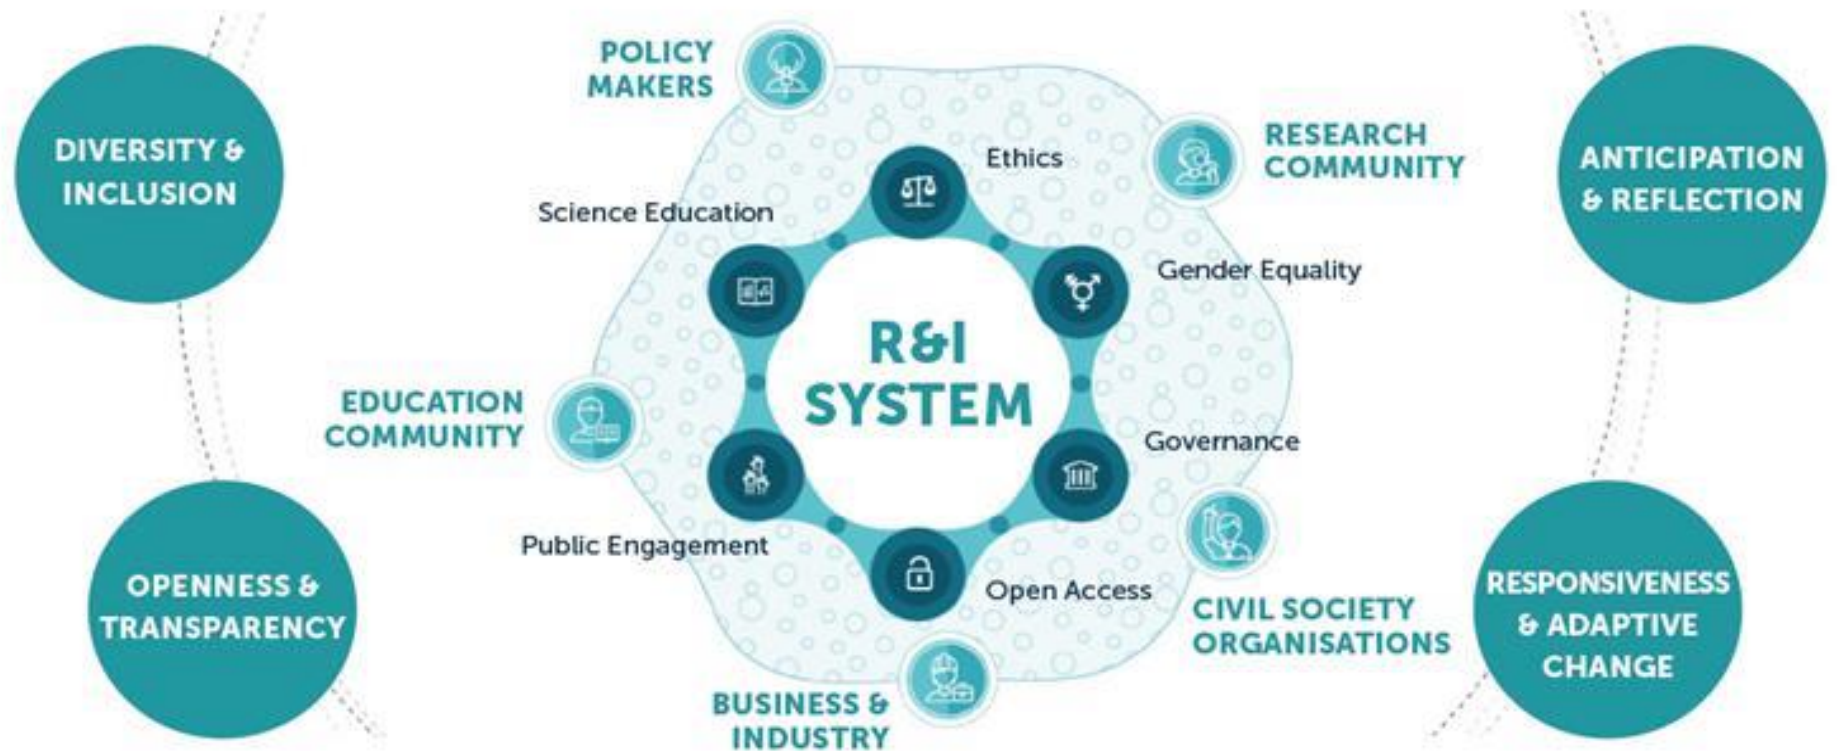 POLICY
MAKERS
RESEARCH
COMMUNITY
DIVERSITY &
INCLUSION
ANTICIPATION
& REFLECTION
Ethics
Science Education
Gender Equality
R&I
SYSTEM
EDUCATION
COMMUNITY
Governance
Public Engagement
Open Access
OPENNESS &
TRANSPARENCY
CIVIL SOCIETY
ORGANISATIONS
RESPONSIVENESS
& ADAPTIVE
CHANGE
BUSINESS &
INDUSTRY